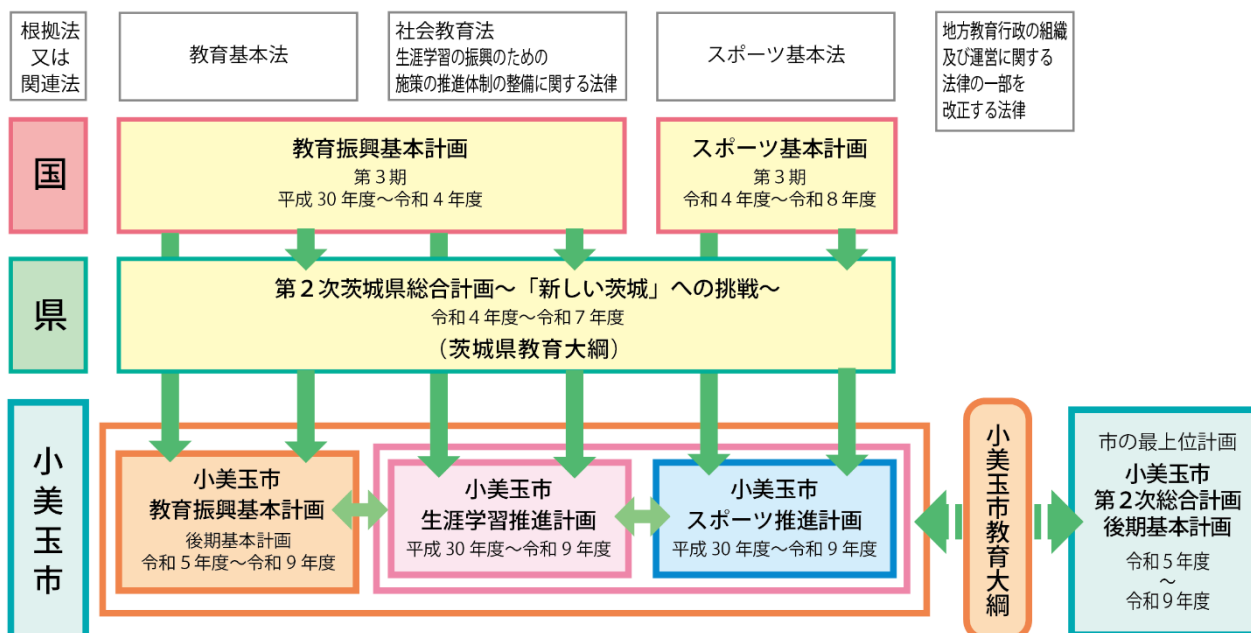 根拠法
又は
関連法
教育基本法
社会教育法
生涯学習の振興のための
施策の推進体制の整備に関する法律
スポーツ基本法
地方教育行政の組織
及び運営に関する
法律の一部を
改正する法律
国
教育振興基本計画
第3期
平成30年度～令和4年度
スポーツ基本計画
第3期
令和4年度～令和8年度
県
第2次茨城県総合計画～「新しい茨城」への挑戦～
令和4年度～令和7年度
（茨城県教育大綱）
小美玉市
小美玉市
教育振興基本計画
後期基本計画
令和5年度～令和9年度
小美玉市
生涯学習推進計画
平成30年度～令和9年度
小美玉市
スポーツ推進計画
平成30年度～令和9年度
小美玉市教育大綱
市の最上位計画
小美玉市
第2次総合計画
後期基本計画
令和5年度
～
令和9年度